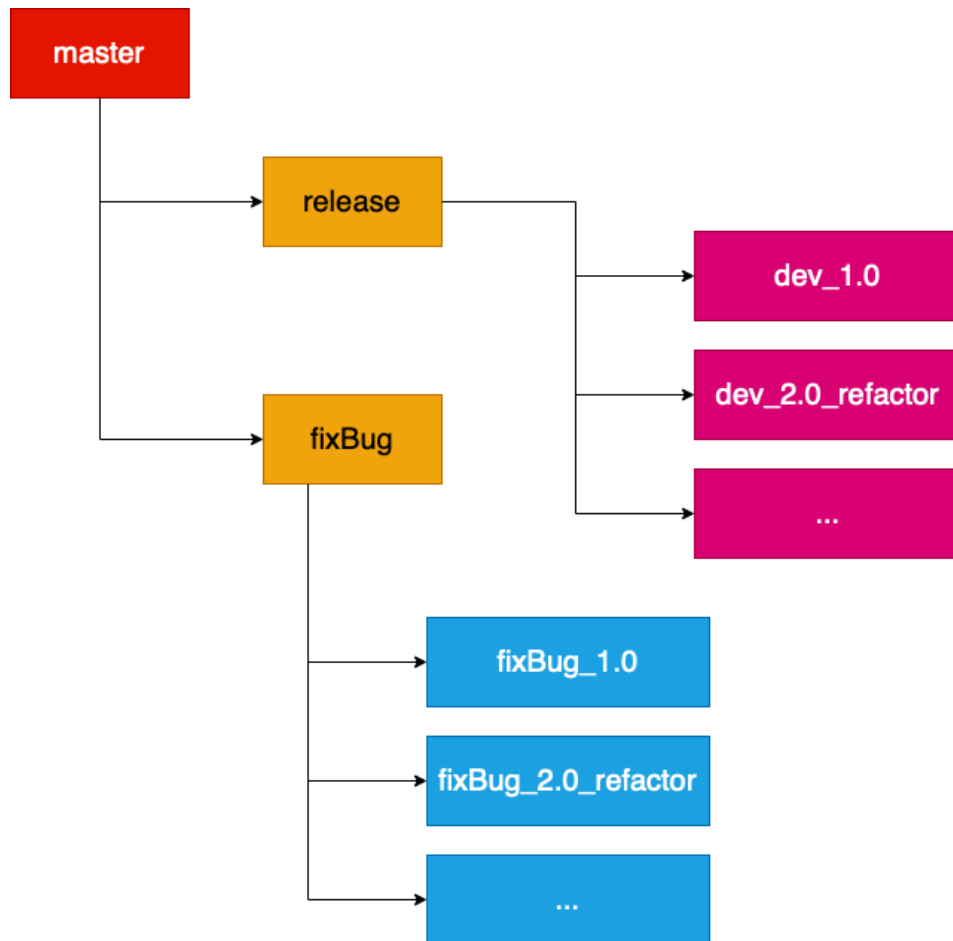 master
release
dev_1.0
dev_2.0_refactor
...
fixBug
fixBug_1.0
fixBug_2.0_refactor
...